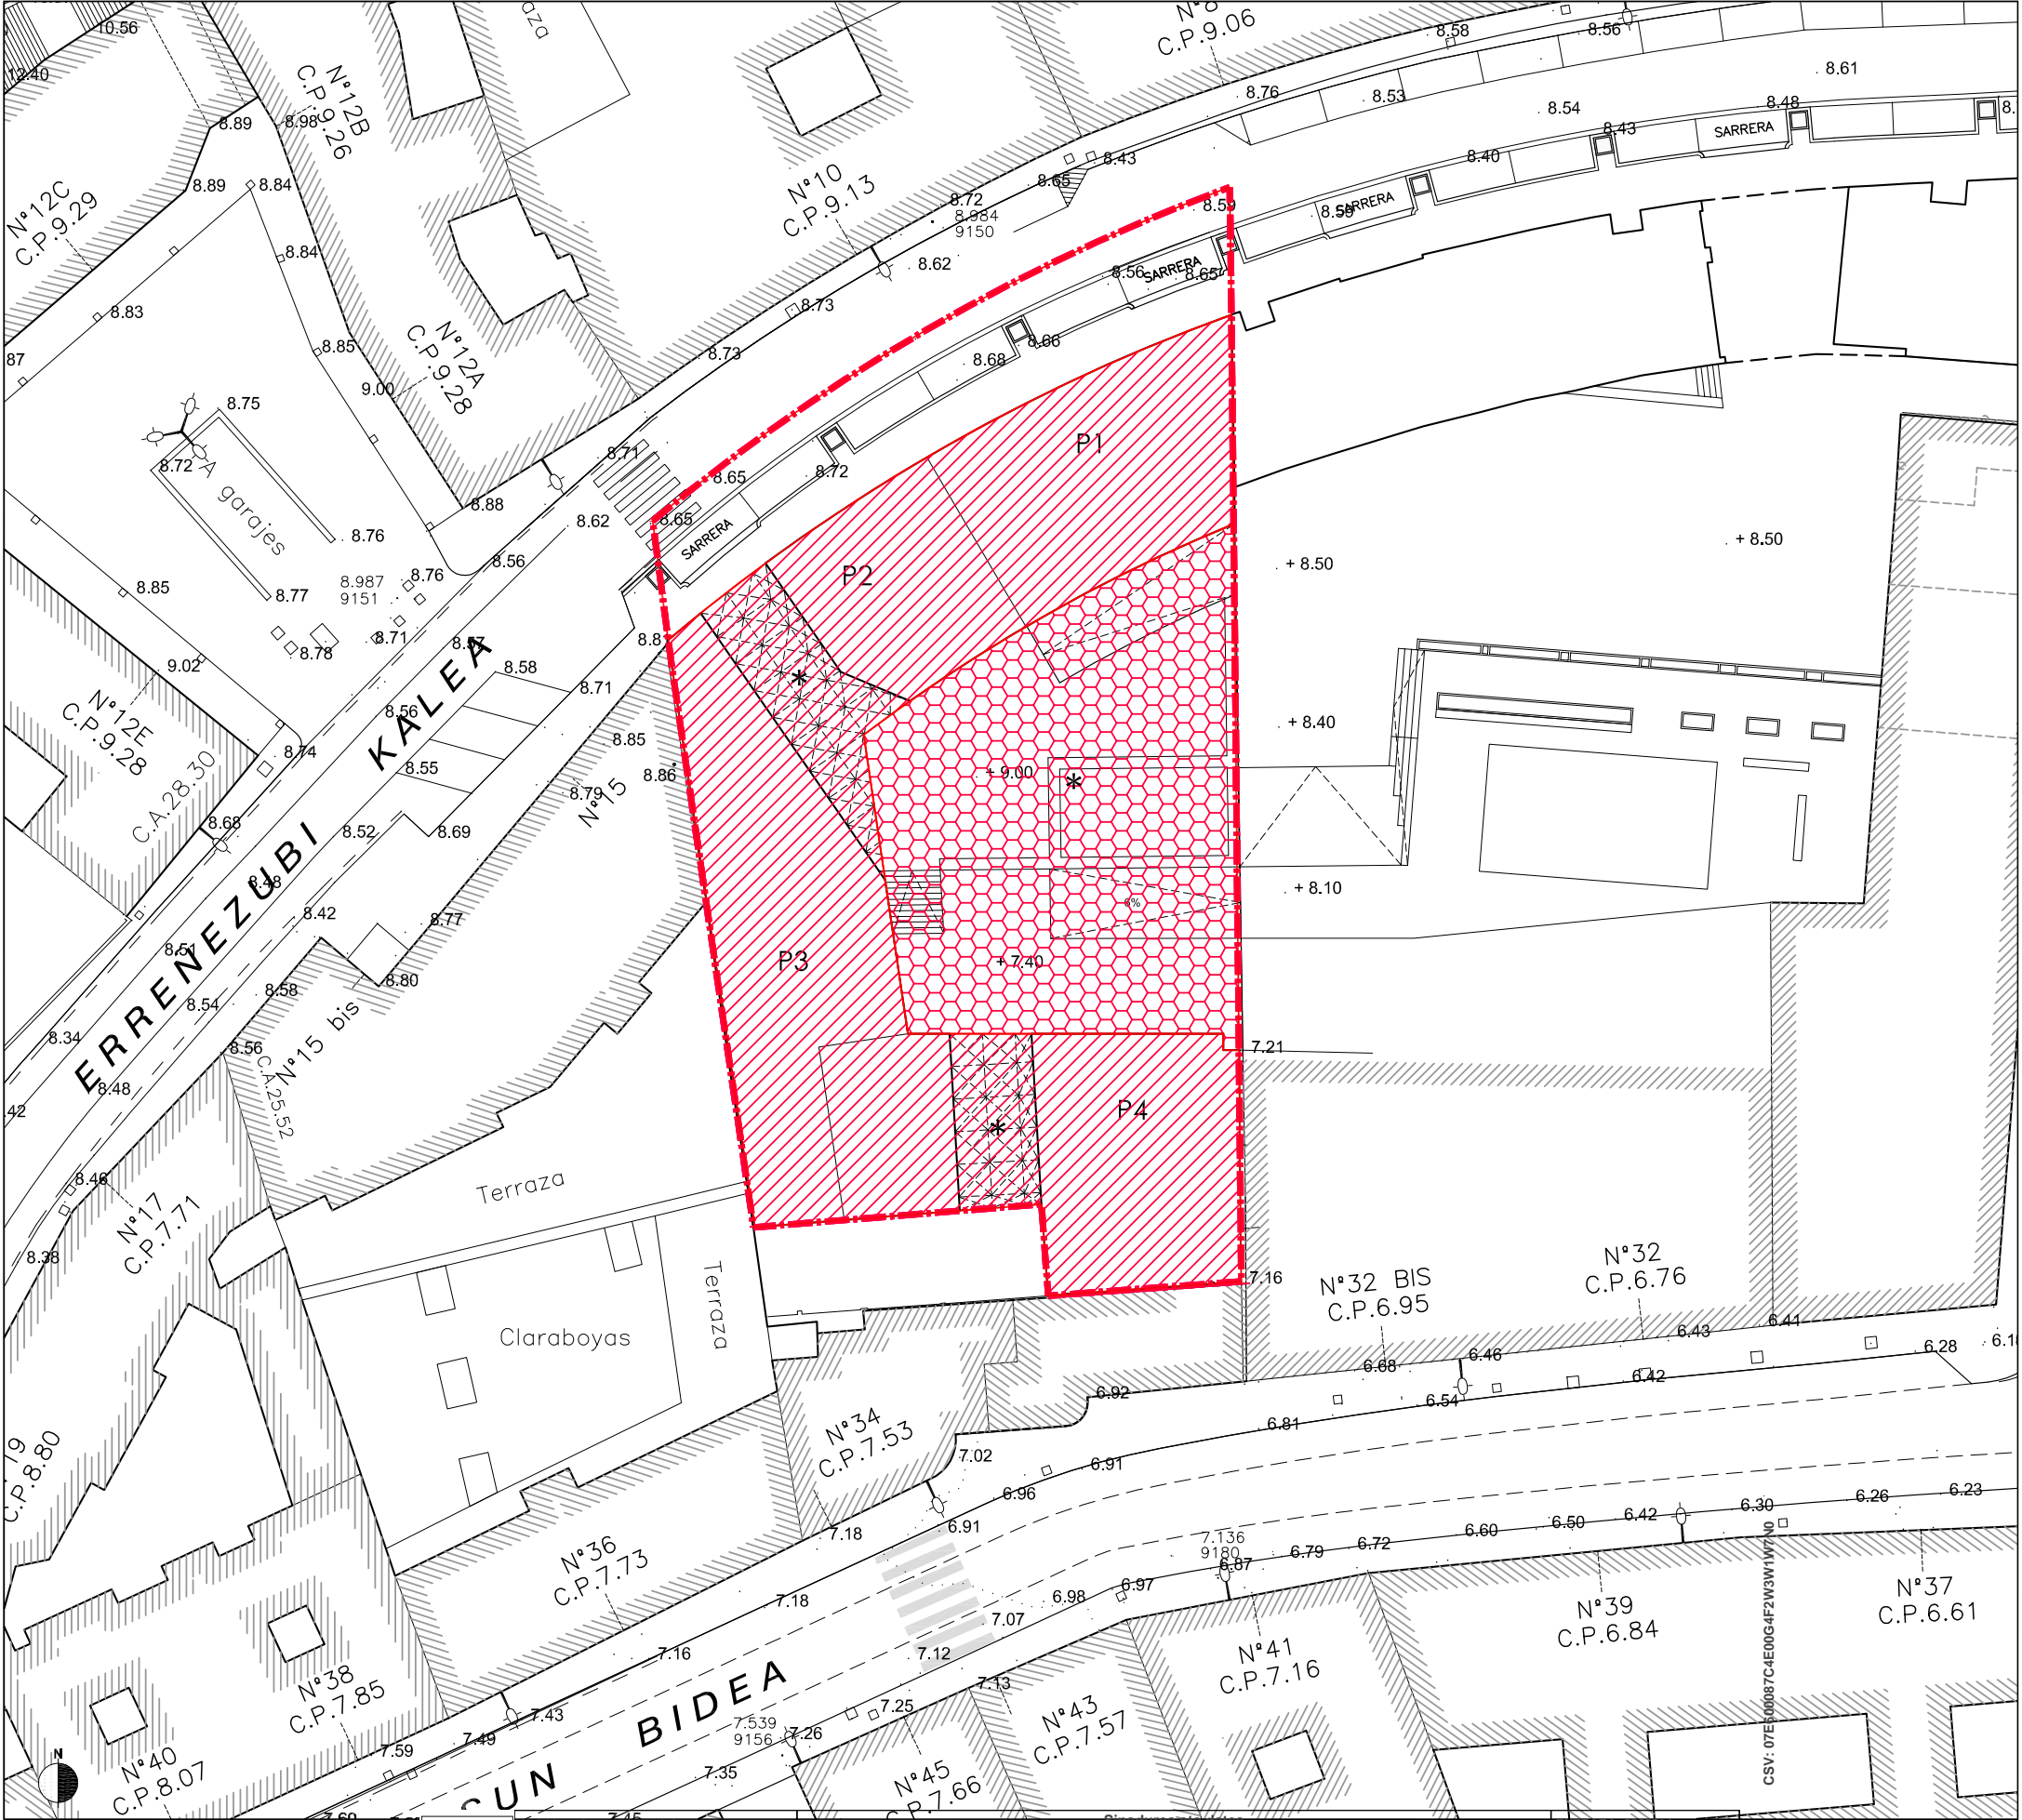 10.56
12.40
N°12B
C.P.9.26
8.89
8.98
8.89
8.84
N°12C
C.P.9.29
8.84
8.83
8.85
N°12A
C.P.9.28
9.00
8.75
8.72
A garajes
8.76
8.77
8.88
8.85
9.02
8.78
8.71
8.76
8.987
9151
N°12E
C.P.9.28
C.A.28.30
8.74
8.68
C.P.9.06
8.58
8.56
8.61
8.76
8.53
8.54
8.48
8.43
SARRERA
8.40
8.43
8.65
N°10
C.P.9.13
8.72
8.984
9150
8.59
8.59
SARRERA
8.62
8.56
SARRERA
8.65
8.73
8.66
8.68
8.73
8.71
8.65
8.72
8.65
SARRERA
8.62
8.56
P1
P2
+ 8.50
+ 8.50
8.57
8.58
8.71
8.56
8.55
8.85
8.86
8.79
N°15
+ 9.00
*
*
+ 8.40
8.52
8.69
8.48
8.42
8.77
8.80
8.51
8.54
8.58
8.34
8.48
8.56
ERRENEZUBI KALEA
N°15 bis
C.A.25.52
P3
+ 8.10
6%
+ 7.40
7.21
P4
*
7.16
8.46
8.38
N°17
C.P.7.71
Terraza
Terraza
Claraboyas
N°32 BIS
C.P.6.95
N°32
C.P.6.76
6.41
6.43
6.46
6.68
6.28
6.42
6.54
6.81
6.92
7.02
6.91
6.96
6.91
7.18
N°34
C.P.7.53
C.P.8.80
N°36
C.P.7.73
7.18
7.16
7.136
9180
6.87
6.79
6.72
6.60
6.50
6.42
6.30
6.26
6.23
6.97
6.98
7.07
7.12
7.13
7.25
7.26
7.539
9156
7.35
7.43
7.49
7.59
BIDEA
N°38
C.P.7.85
N°40
C.P.8.07
N°45
C.P.7.66
N°43
C.P.7.57
N°41
C.P.7.16
N°39
C.P.6.84
N°37
C.P.6.61
CSV: 07E600087C4E00G4F2W3W1W7N0
N